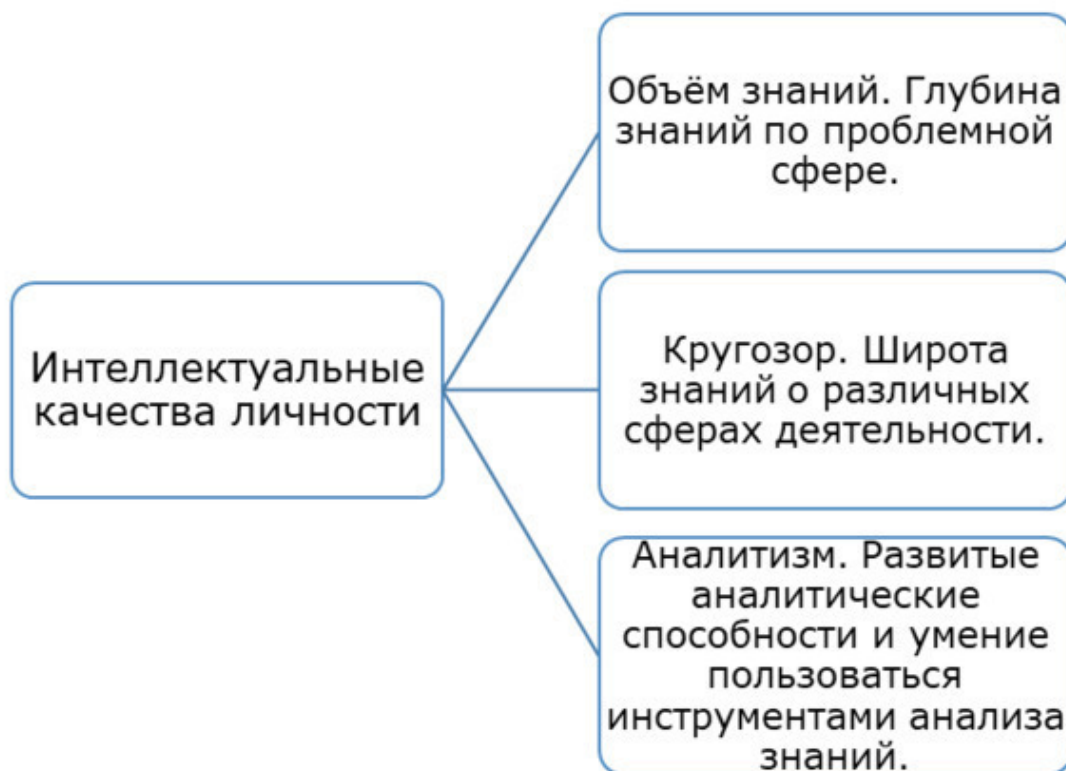 Интеллектуальные
качества личности
Объём знаний. Глубина
знаний по проблемной
сфере.
Кругозор. Широта
знаний о различных
сферах деятельности.
Аналитизм. Развитые
аналитические
способности и умение
пользоваться
инструментами анализа
знаний.